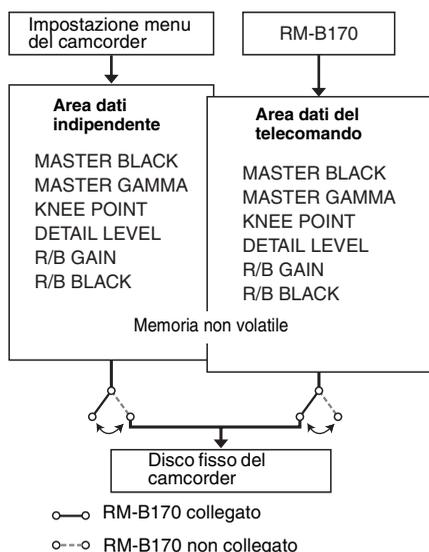 Impostazione menu
del camcorder
RM-B170
Area dati
indipendente
MASTER BLACK
MASTER GAMMA
KNEE POINT
DETAIL LEVEL
R/B GAIN
R/B BLACK
Area dati del
telecomando
MASTER BLACK
MASTER GAMMA
KNEE POINT
DETAIL LEVEL
R/B GAIN
R/B BLACK
Memoria non volatile
Disco fisso del
camcorder
RM-B170 collegato
RM-B170 non collegato